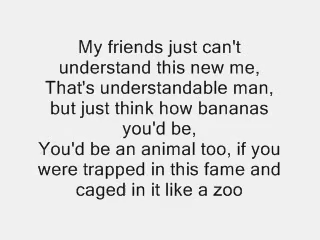 My friends just can't
understand this new me,
That's understandable man,
but just think how bananas
you'd be,
You'd be an animal too, if you
were trapped in this fame and
caged in it like a zoo